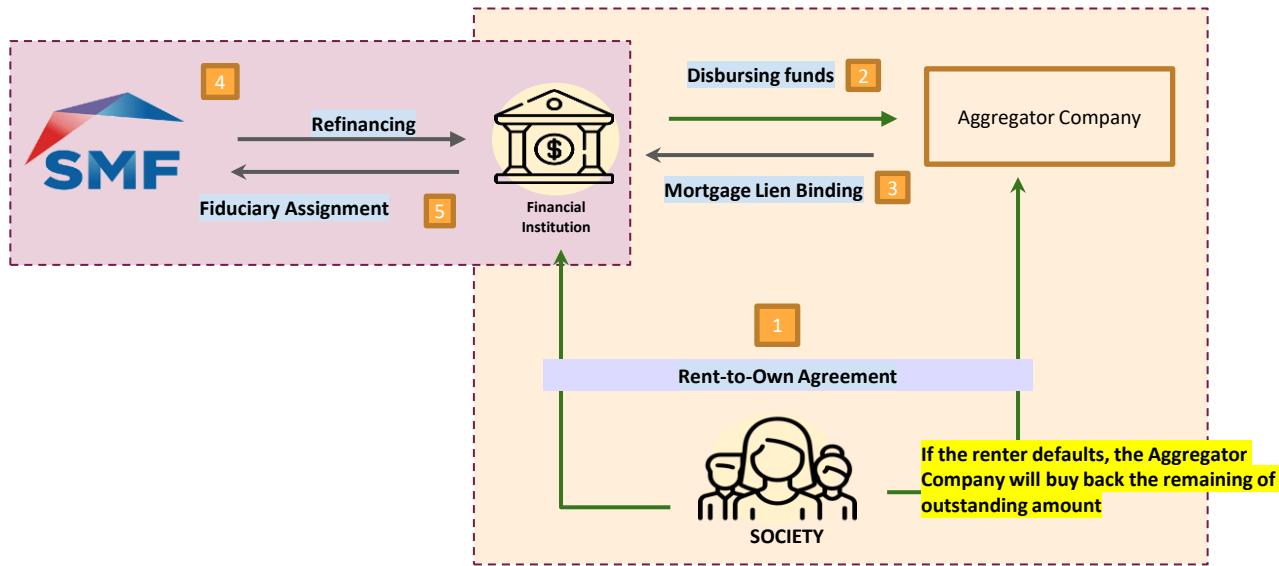 4
SMF
Refinancing
Fiduciary Assignment
5
$
Financial
Institution
Disbursing funds
2
Mortgage Lien Binding
3
Aggregator Company
1
Rent-to-Own Agreement
If the renter defaults, the Aggregator
Company will buy back the remaining of
outstanding amount
SOCIETY